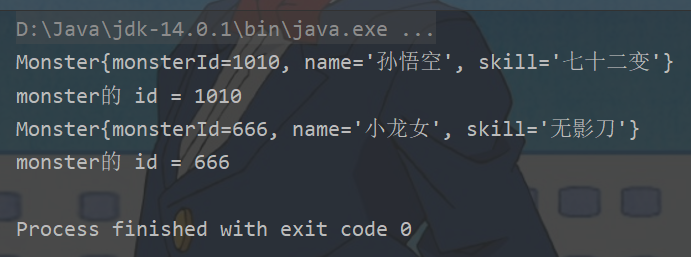 D:\Java\jdk-14.0.1\bin\java.exe ...
Monster{monsterId=1010, name='孙悟空', skill='七十二变'}
monster的 id = 1010
Monster{monsterId=666, name='小龙女', skill='无影刀'}
monster的 id = 666
Process finished with exit code 0